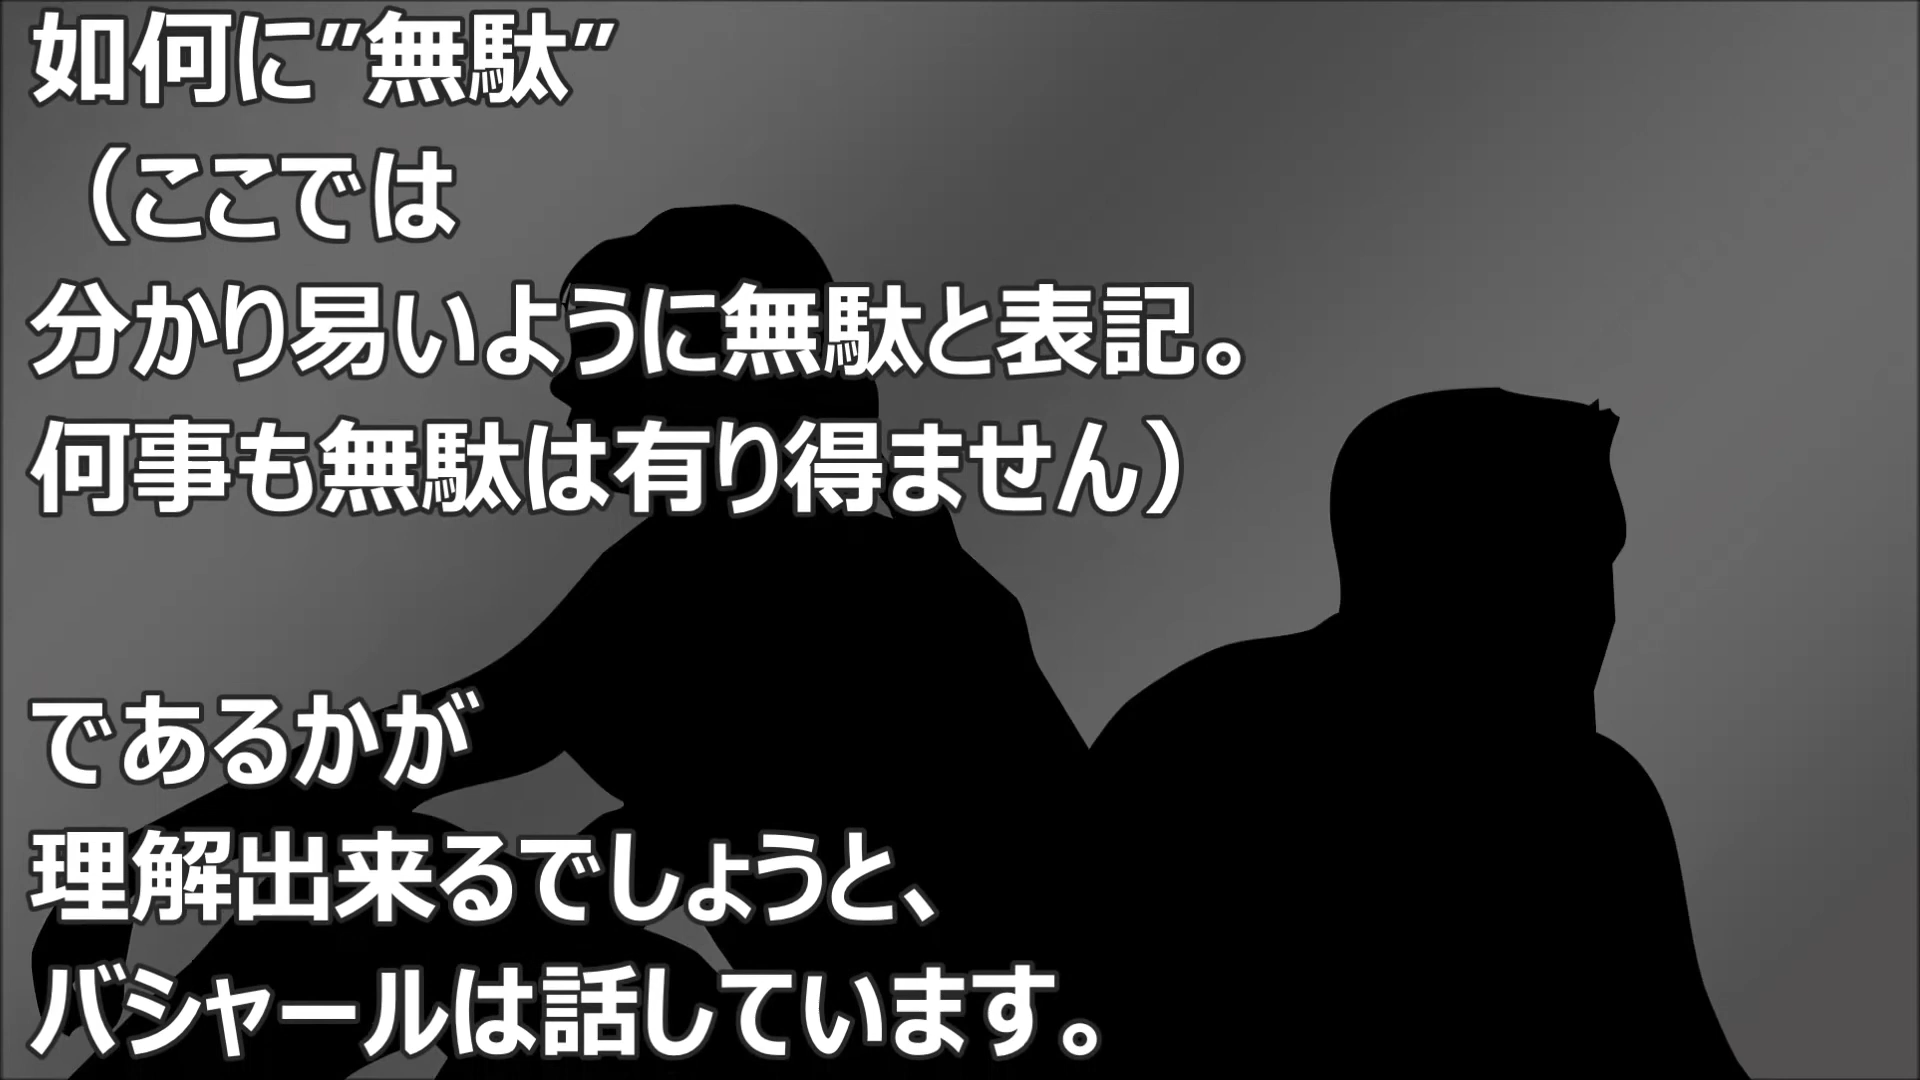 如何に”無駄”
（ここでは
分かり易いように無駄と表記。
何事も無駄は有り得ません）
であるかが
理解出来るでしょうと、
バシャールは話しています。